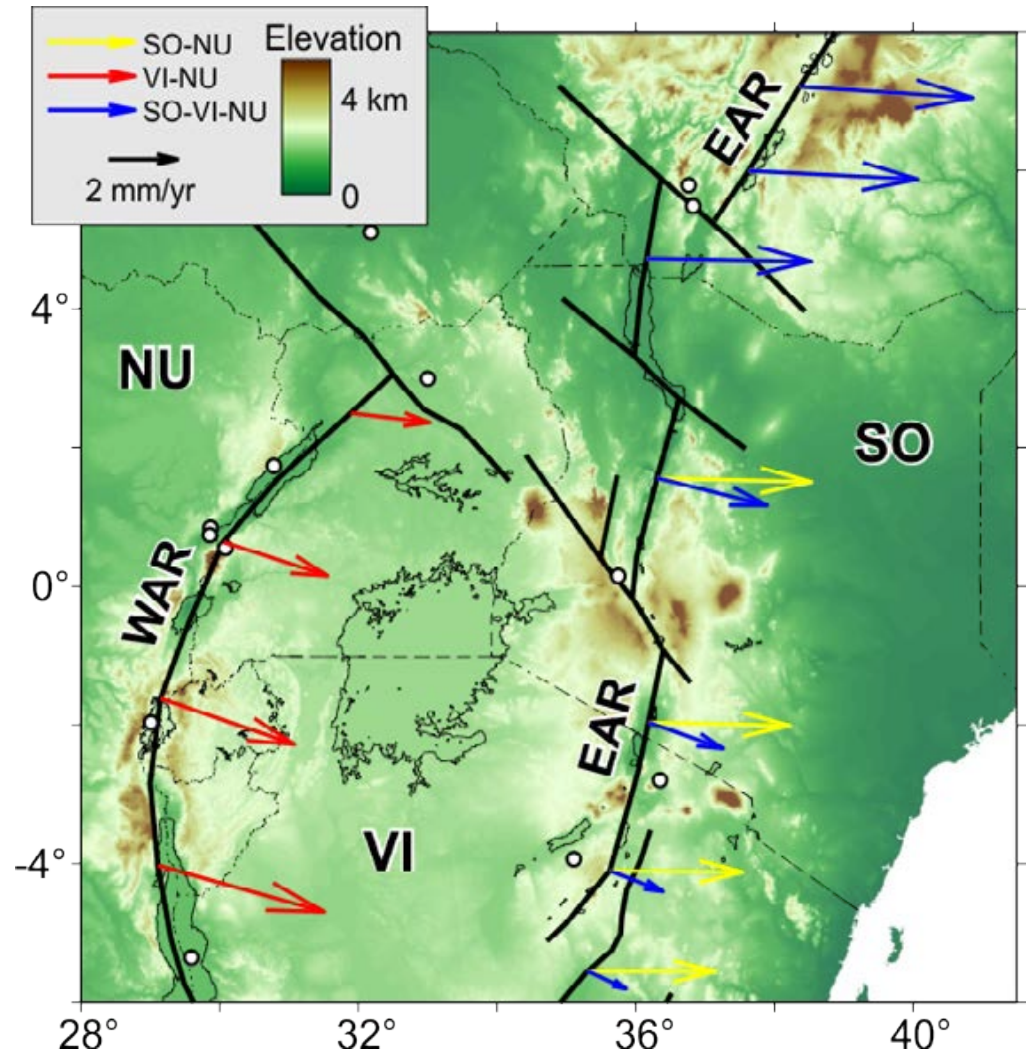 SO-NU
VI-NU
SO-VI-NU
2 mm/yr
Elevation
4 km
0
EAR
4°
NU
SO
0°
WAR
EAR
-4°
VI
28°
32°
36°
40°